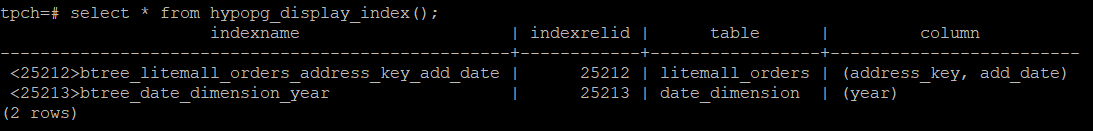 tpch=# select * from hypopg_display_index();
indexname | indexrelid | table | column
----------------------------------------------------+------------+-----------------+--------------------------
<25212>btree_litemall_orders_address_key_add_date | 25212 | litemall_orders | (address_key, add_date)
<25213>btree_date_dimension_year | 25213 | date_dimension | (year)
(2 rows)